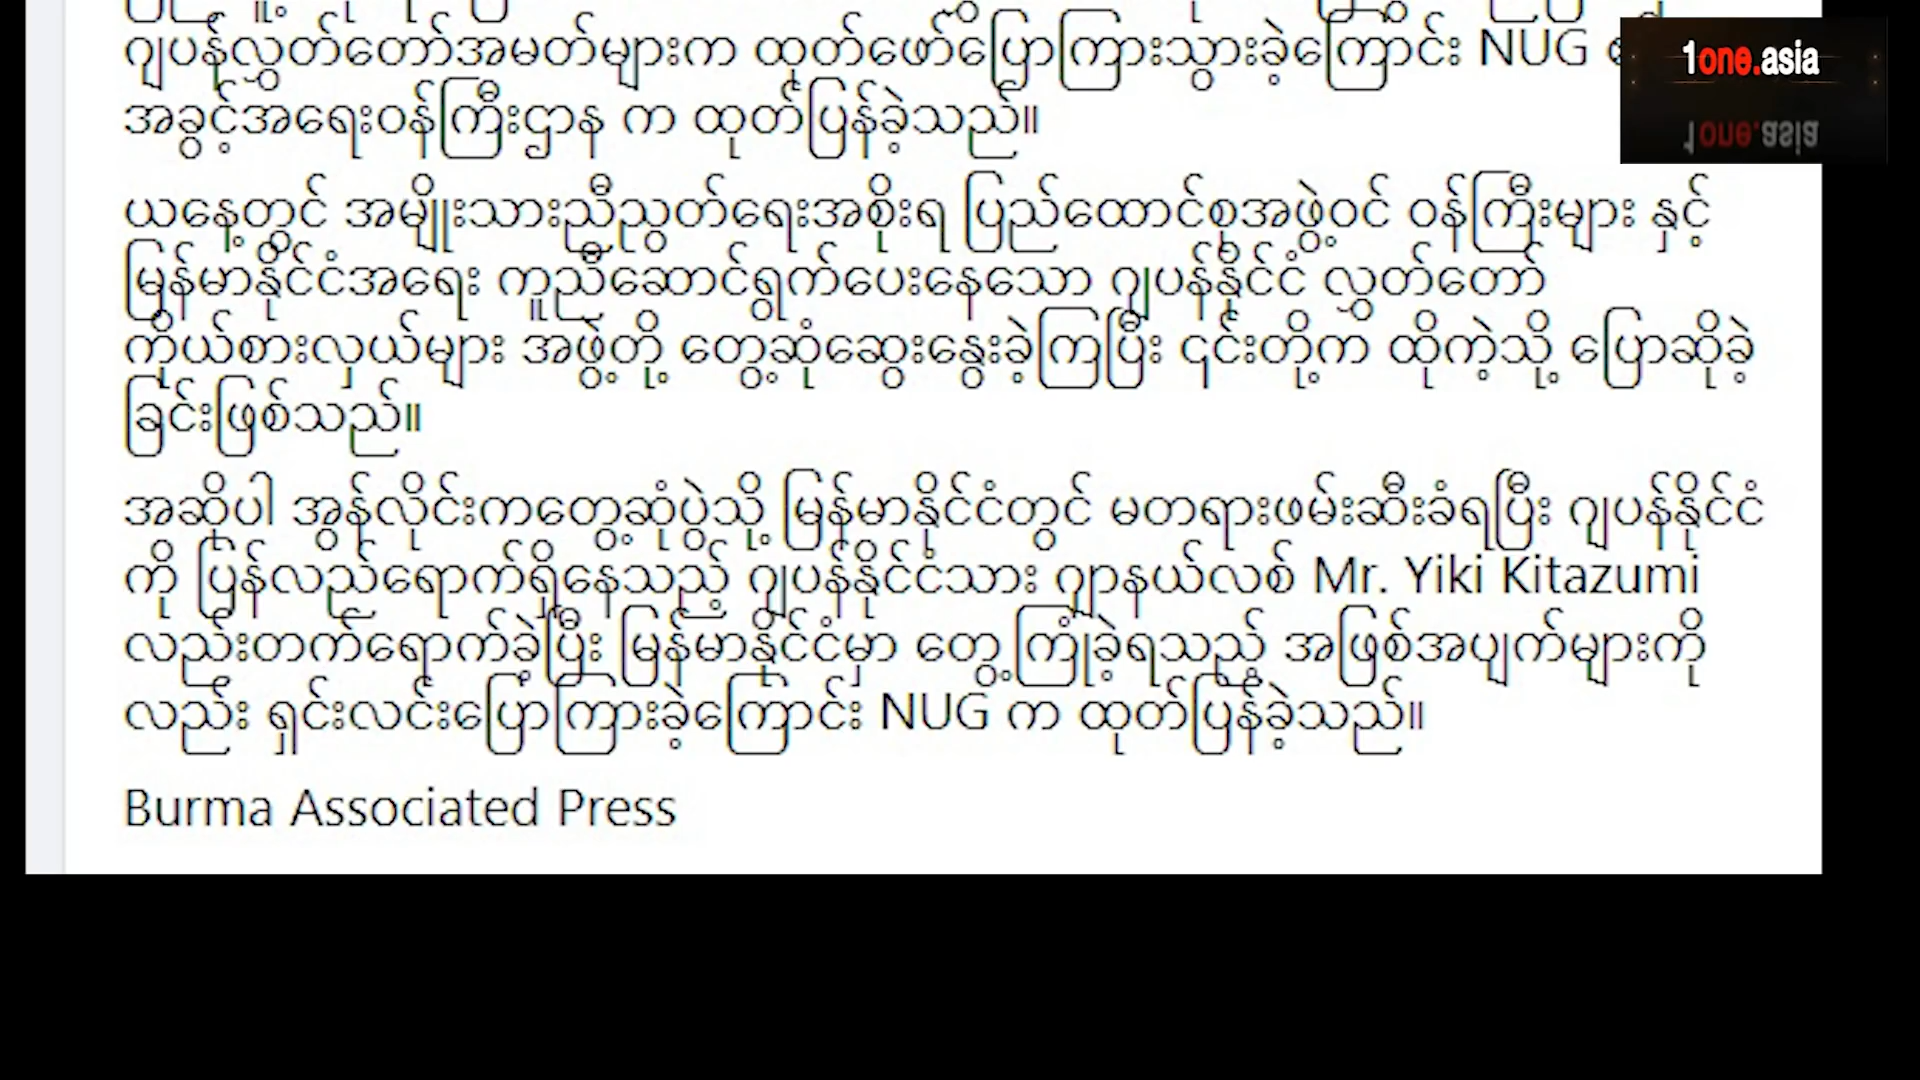 ဂျပန်လွှတ်တော်အမတ်များက ထုတ်ဖော်ပြောကြားသွားခဲ့ကြောင်း NUG
အခွင့်အရေးဝန်ကြီးဌာန က ထုတ်ပြန်ခဲ့သည်။
ယနေ့တွင် အမျိုးသားညီညွတ်ရေးအစိုးရ ပြည်ထောင်စုအဖွဲ့ဝင် ဝန်ကြီးများ နှင့်
မြန်မာနိုင်ငံအရေး ကူညီဆောင်ရွက်ပေးနေသော ဂျပန်နိုင်ငံ လွှတ်တော်
ကိုယ်စားလှယ်များ အဖွဲ့တို့ တွေ့ဆုံဆွေးနွေးခဲ့ကြပြီး ၎င်းတို့က ထိုကဲ့သို့ ပြောဆိုခဲ့
ခြင်းဖြစ်သည်။
အဆိုပါ အွန်လိုင်းကတွေ့ဆုံပွဲသို့ မြန်မာနိုင်ငံတွင် မတရားဖမ်းဆီးခံရပြီး ဂျပန်နိုင်ငံ
ကို ပြန်လည်ရောက်ရှိနေသည့် ဂျပန်နိုင်ငံသား ဂျာနယ်လစ် Mr. Yiki Kitazumi
လည်းတက်ရောက်ခဲ့ပြီး မြန်မာနိုင်ငံမှာ တွေ့ကြုံခဲ့ရသည့် အဖြစ်အပျက်များကို
လည်း ရှင်းလင်းပြောကြားခဲ့ကြောင်း NUG က ထုတ်ပြန်ခဲ့သည်။
Burma Associated Press
1one.asia